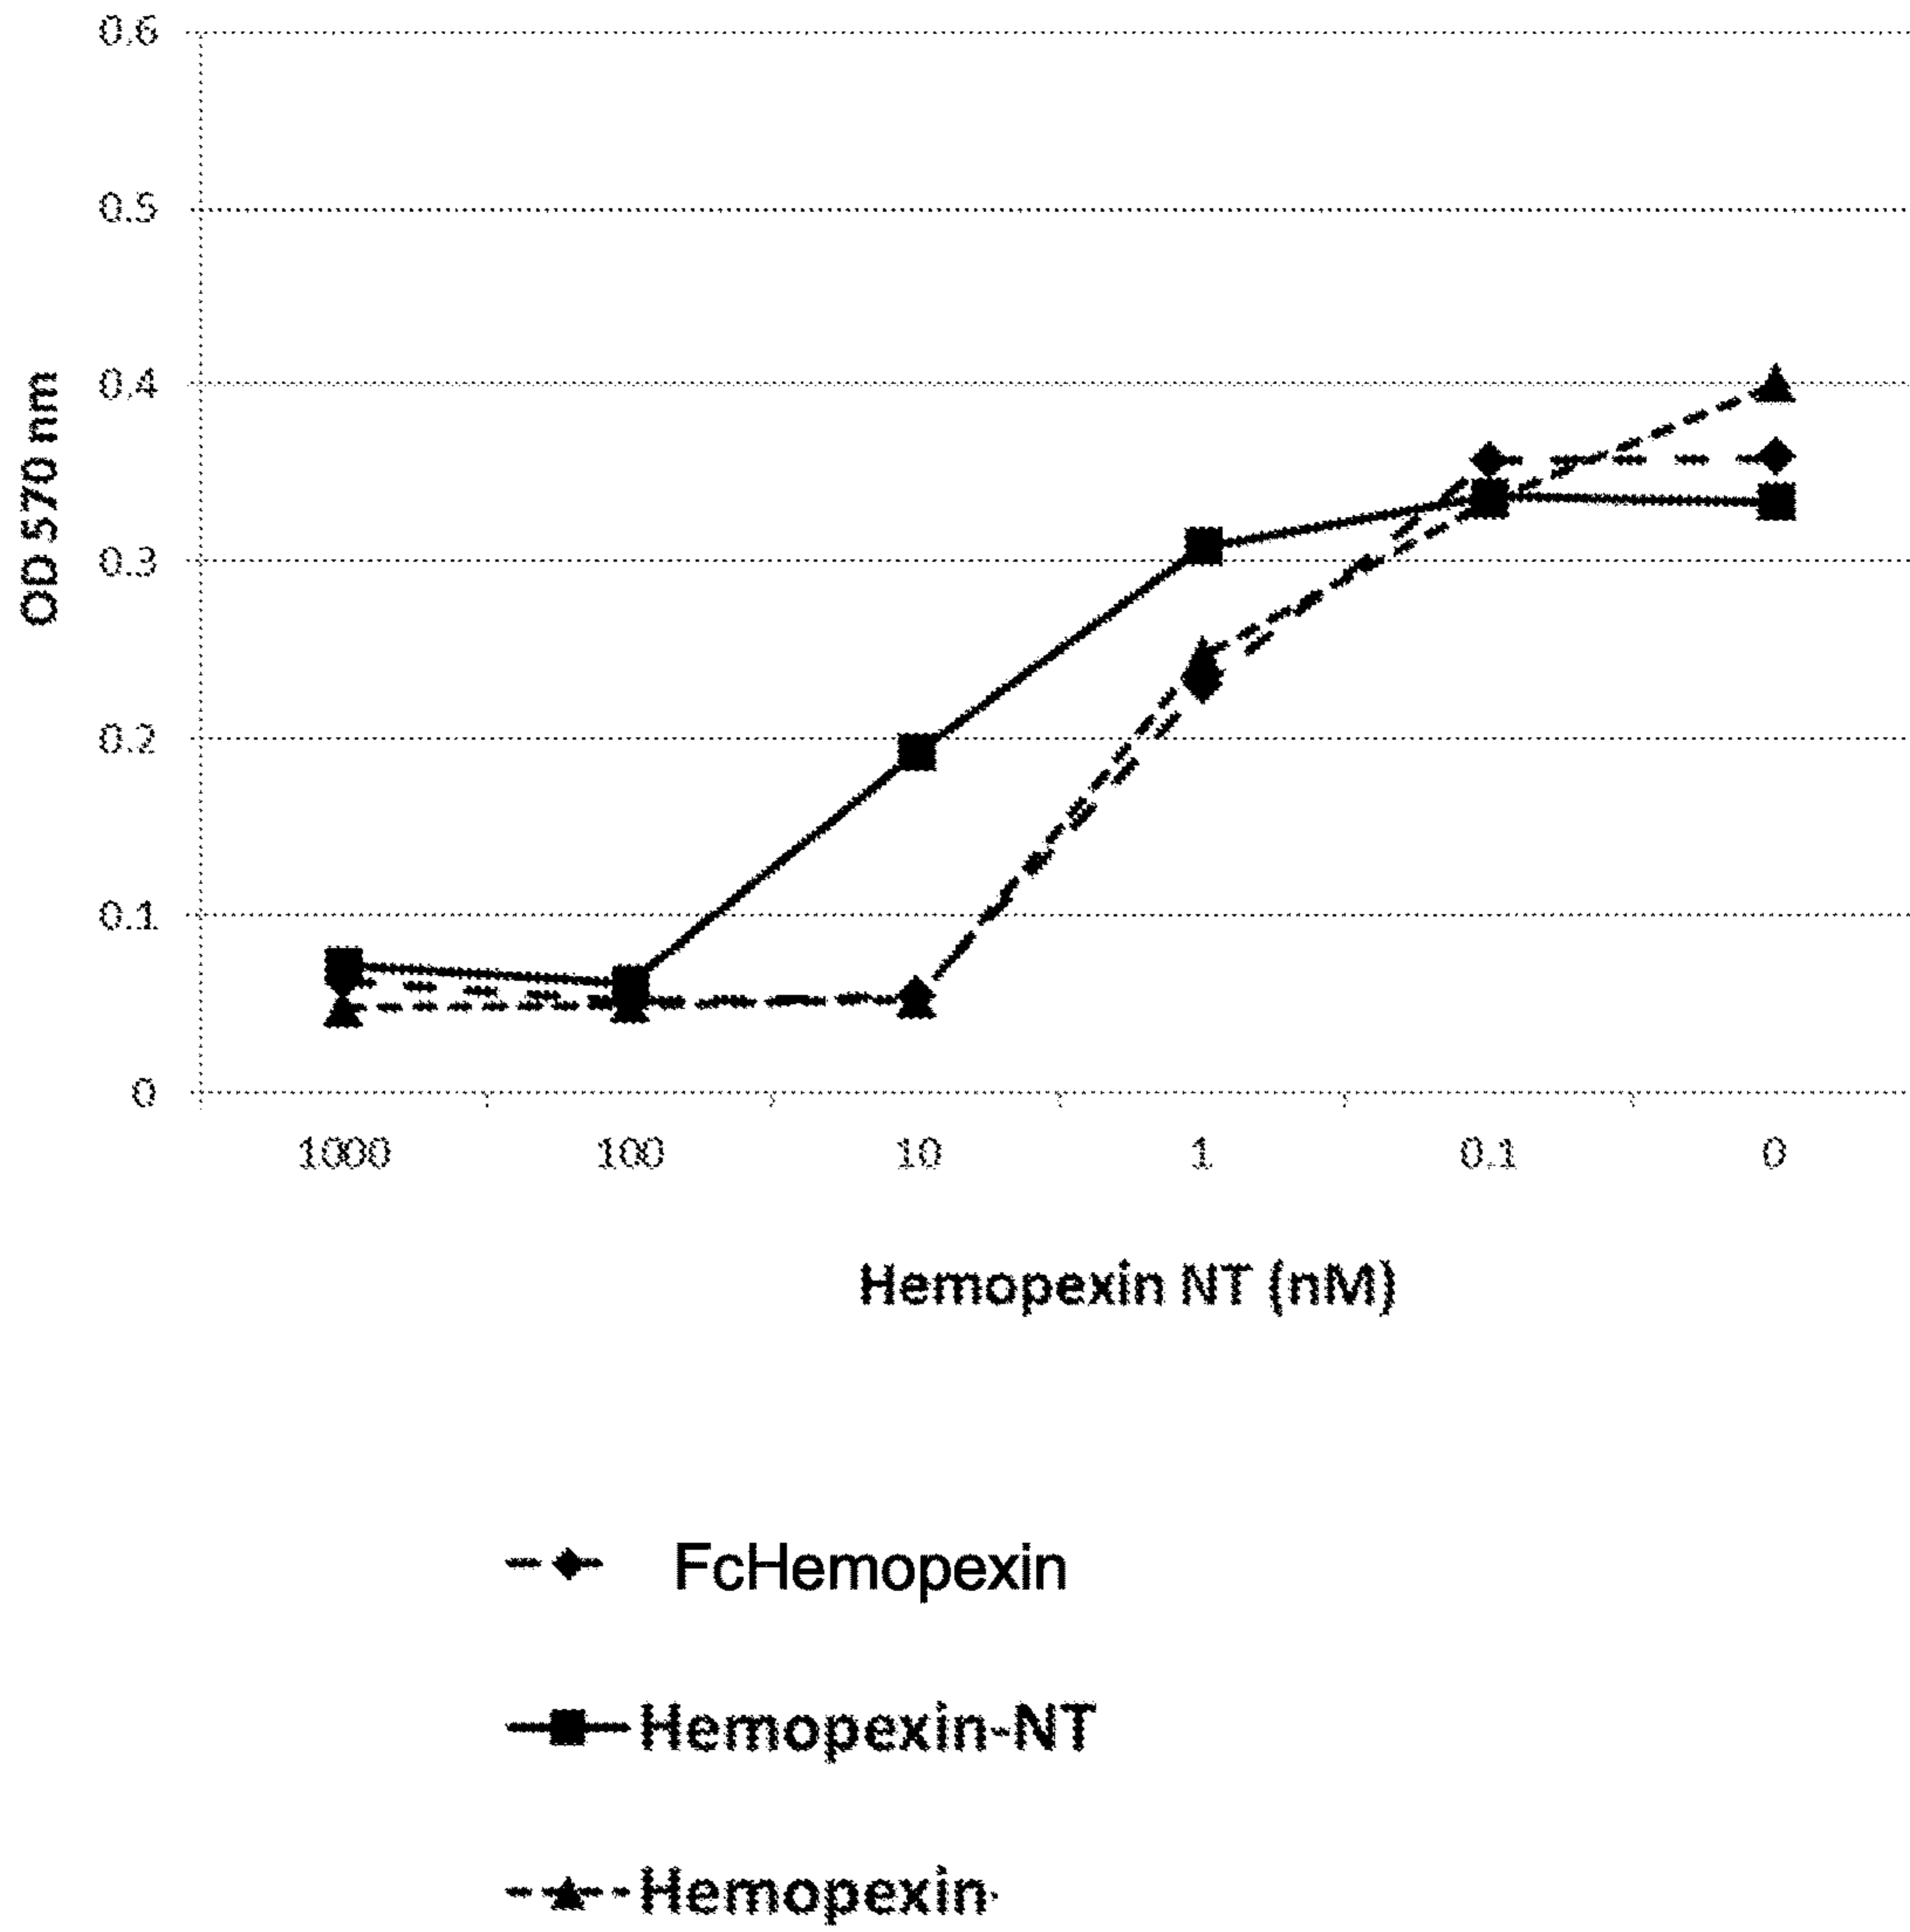 0.6
0.5
0.4
0.3
0.2
0.1
0
OD 570 nm
1000 100 10 1 0.1 0
Hemopexin NT (nM)
FcHemopexin
Hemopexin-NT
Hemopexin